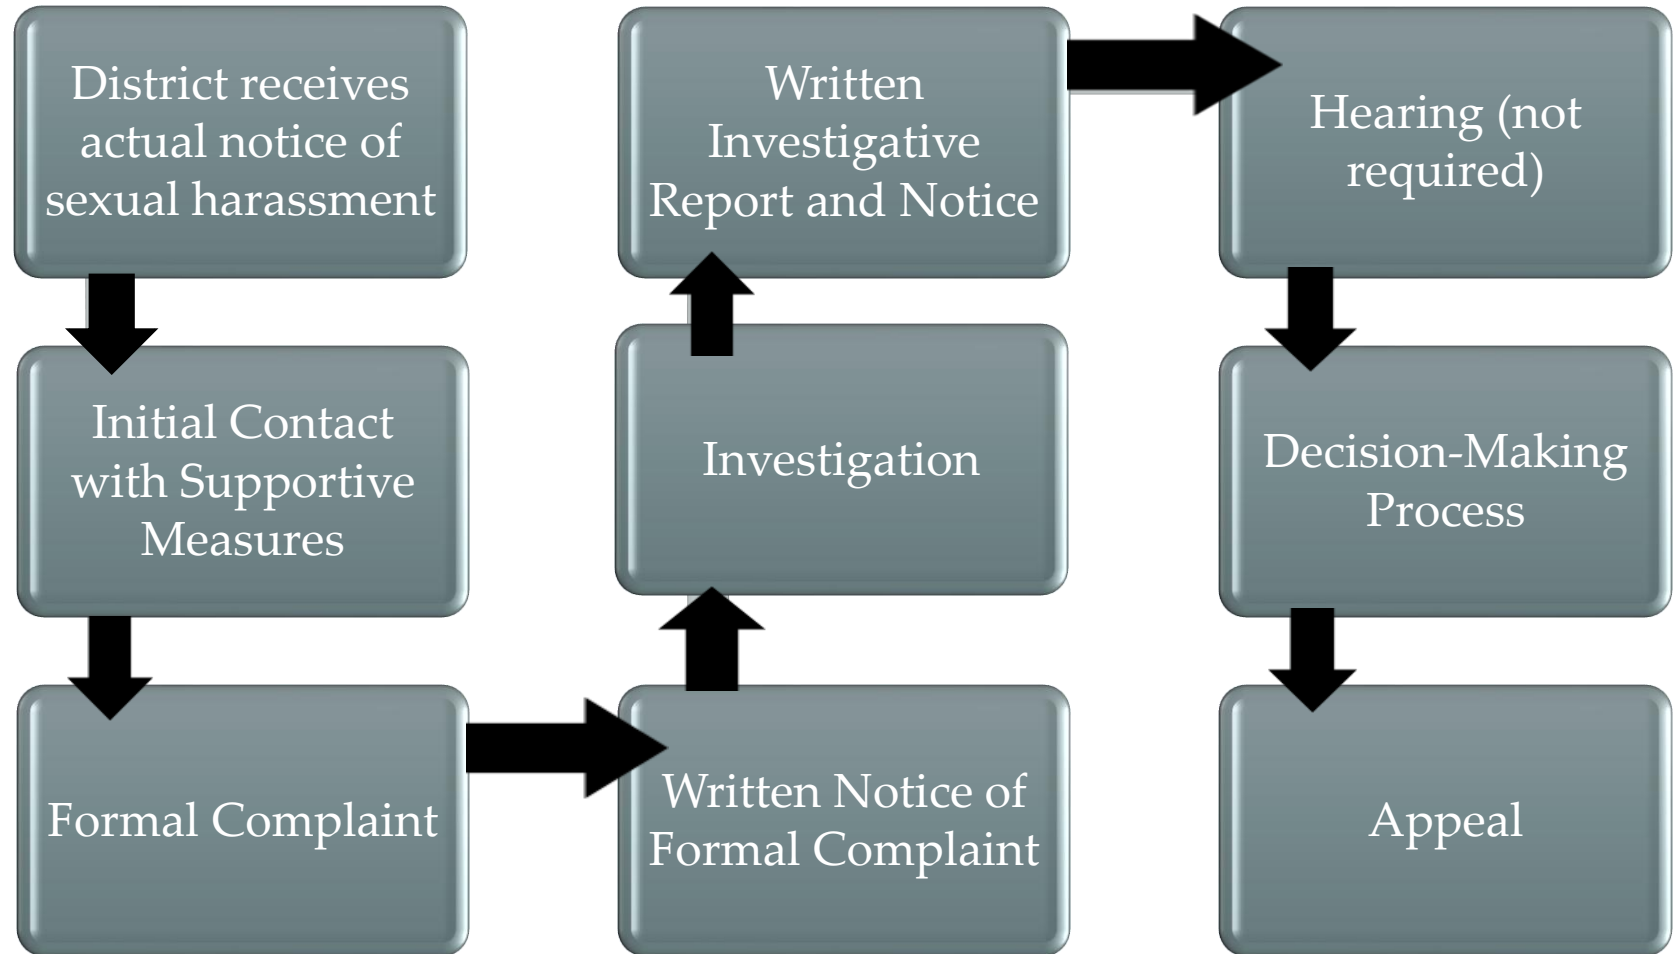 District receives
actual notice of
sexual harassment
Initial Contact
with Supportive
Measures
Formal Complaint
Written Notice of
Formal Complaint
Investigation
Written
Investigative
Report and Notice
Hearing (not
required)
Decision-Making
Process
Appeal